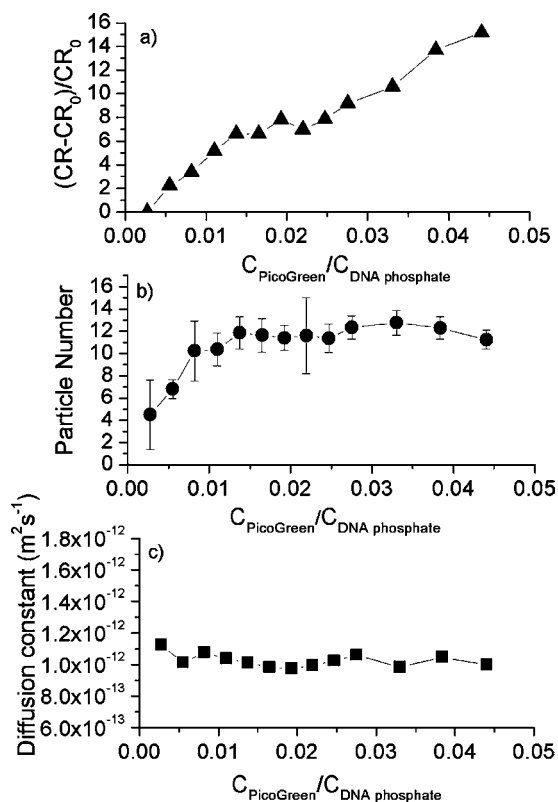 a)
(CR-CR0)/CR0
16
14
12
10
8
6
4
2
0
0.00 0.01 0.02 0.03 0.04 0.05
CPicoGreen/CDNA phosphate
b)
Particle Number
16
14
12
10
8
6
4
2
0
0.00 0.01 0.02 0.03 0.04 0.05
CPicoGreen/CDNA phosphate
c)
Diffusion constant (m²s⁻¹)
1.8x10⁻¹²
1.6x10⁻¹²
1.4x10⁻¹²
1.2x10⁻¹²
1.0x10⁻¹²
8.0x10⁻¹³
6.0x10⁻¹³
0.00 0.01 0.02 0.03 0.04 0.05
CPicoGreen/CDNA phosphate